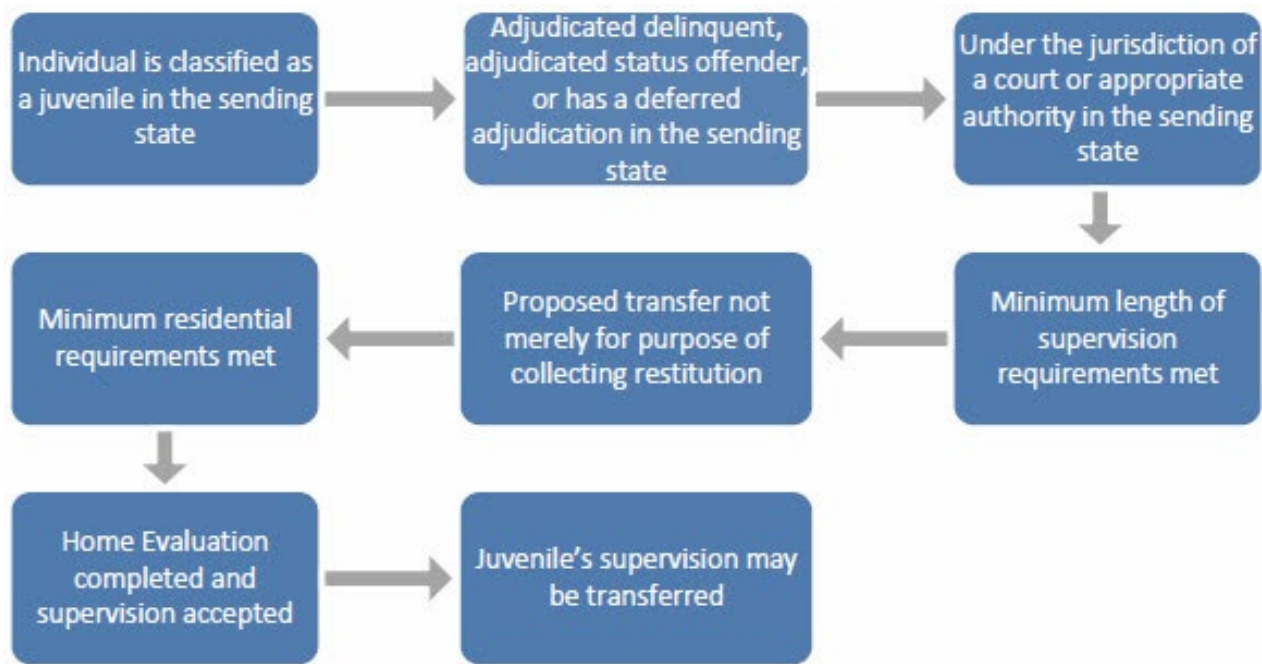 Individual is classified as
a juvenile in the sending
state
Adjudicated delinquent,
adjudicated status offender,
or has a deferred
adjudication in the sending
state
Under the jurisdiction of
a court or appropriate
authority in the sending
state
Minimum length of
supervision
requirements met
Proposed transfer not
merely for purpose of
collecting restitution
Minimum residential
requirements met
Home Evaluation
completed and
supervision accepted
Juvenile’s supervision may
be transferred